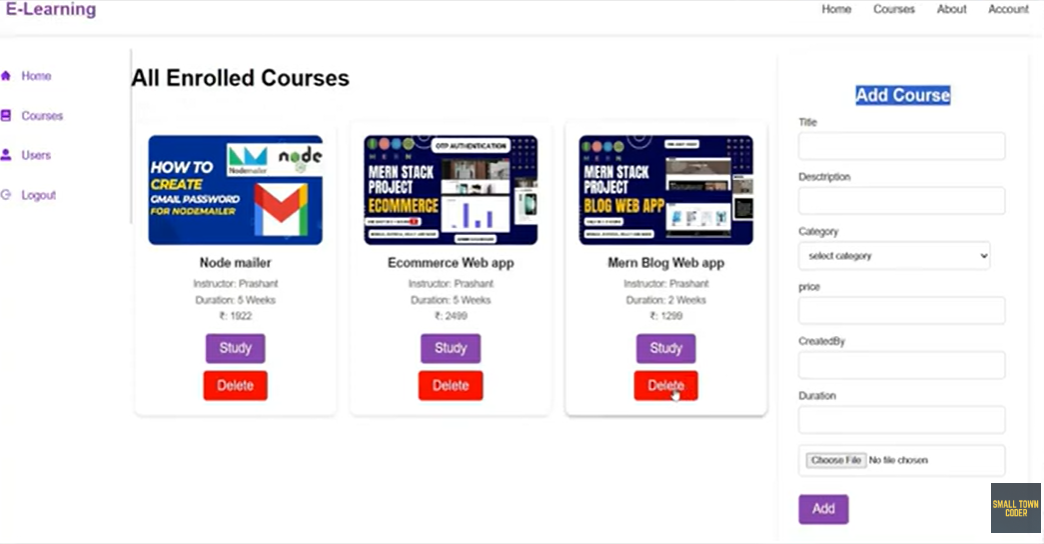 E-Learning
Home Courses About Account
Home
Courses
Users
Logout
All Enrolled Courses
HOW TO
CREATE
GMAIL PASSWORD
FOR NODEMAILER
Nodemailer
node
Node mailer
Instructor: Prashant
Duration: 5 Weeks
₹: 1922
Study
Delete
OTP AUTHENTICATION
MERN STACK
PROJECT
ECOMMERCE
Ecommerce Web app
Instructor: Prashant
Duration: 5 Weeks
₹: 2499
Study
Delete
MERN STACK
PROJECT
BLOG WEB APP
Mern Blog Web app
Instructor: Prashant
Duration: 2 Weeks
₹: 1299
Study
Delete
Add Course
Title
Desctription
Category
select category
price
CreatedBy
Duration
Choose File No file chosen
Add
SMALL TOWN
CODER